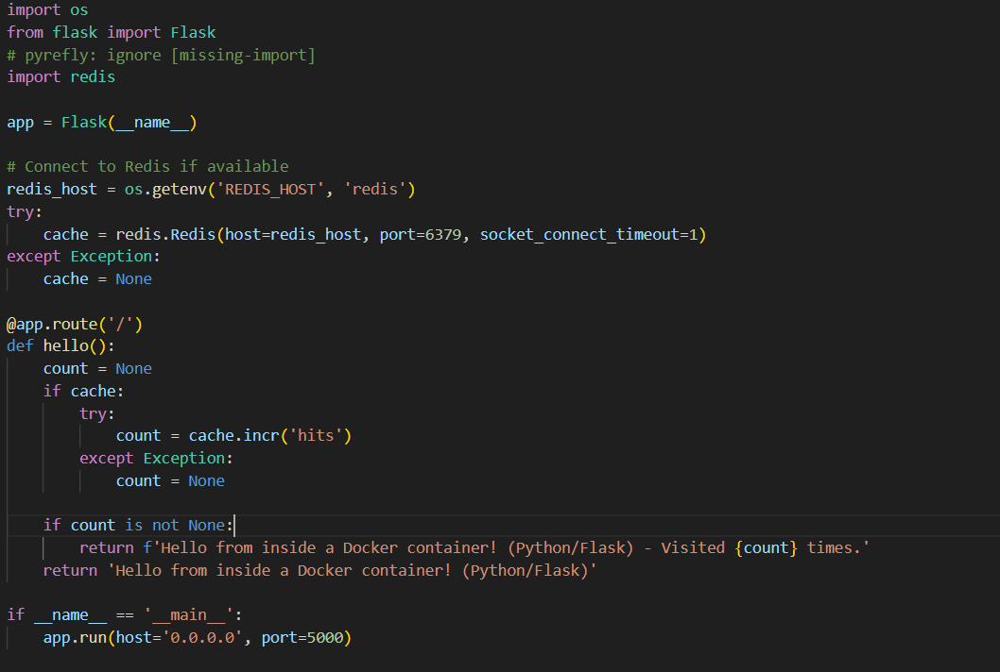 import os
from flask import Flask
# pyrefly: ignore [missing-import]
import redis

app = Flask(__name__)

# Connect to Redis if available
redis_host = os.getenv('REDIS_HOST', 'redis')
try:
    cache = redis.Redis(host=redis_host, port=6379, socket_connect_timeout=1)
except Exception:
    cache = None

@app.route('/')
def hello():
    count = None
    if cache:
        try:
            count = cache.incr('hits')
        except Exception:
            count = None

    if count is not None:
        return f'Hello from inside a Docker container! (Python/Flask) - Visited {count} times.'
    return 'Hello from inside a Docker container! (Python/Flask)'

if __name__ == '__main__':
    app.run(host='0.0.0.0', port=5000)